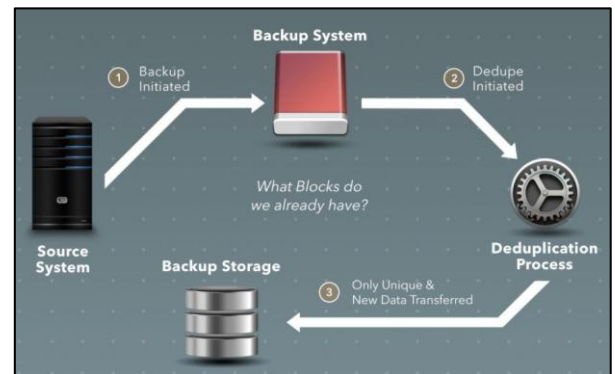 Backup System
1 Backup
Initiated
2 Dedupe
Initiated
What Blocks do
we already have?
Source
System
Deduplication
Process
Backup Storage
3 Only Unique &
New Data Transferred